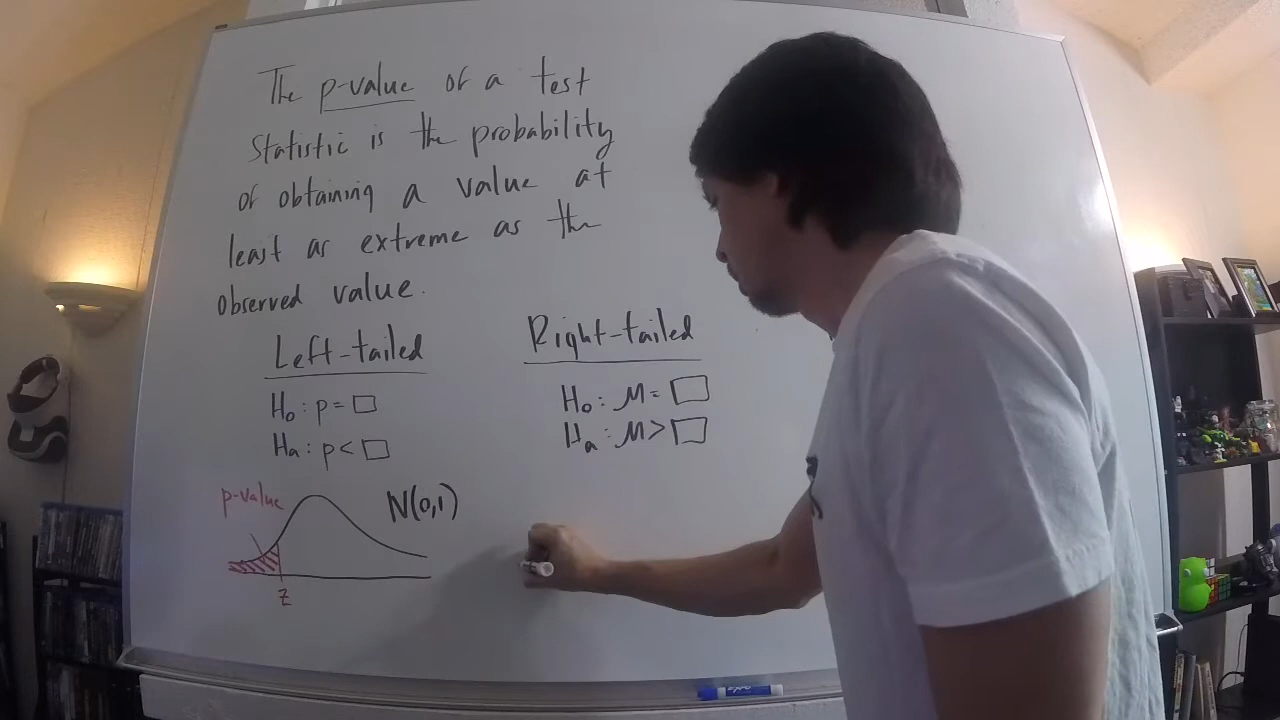 The p-value of a test
statistic is the probability
of obtaining a value at
least as extreme as the
observed value.
Left-tailed
H₀: p = □
Hₐ: p < □
p-value
N(0,1)
z
Right-tailed
H₀: μ = □
Hₐ: μ > □
expo